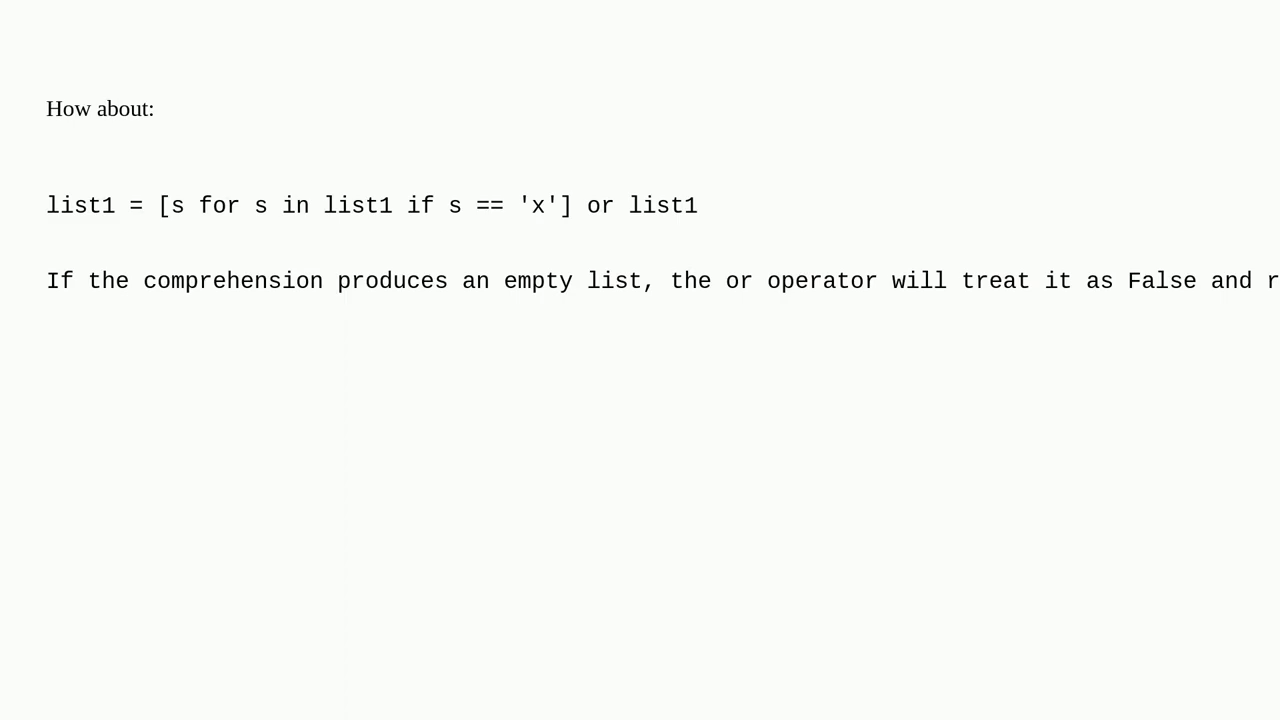 How about:
list1 = [s for s in list1 if s == 'x'] or list1
If the comprehension produces an empty list, the or operator will treat it as False and